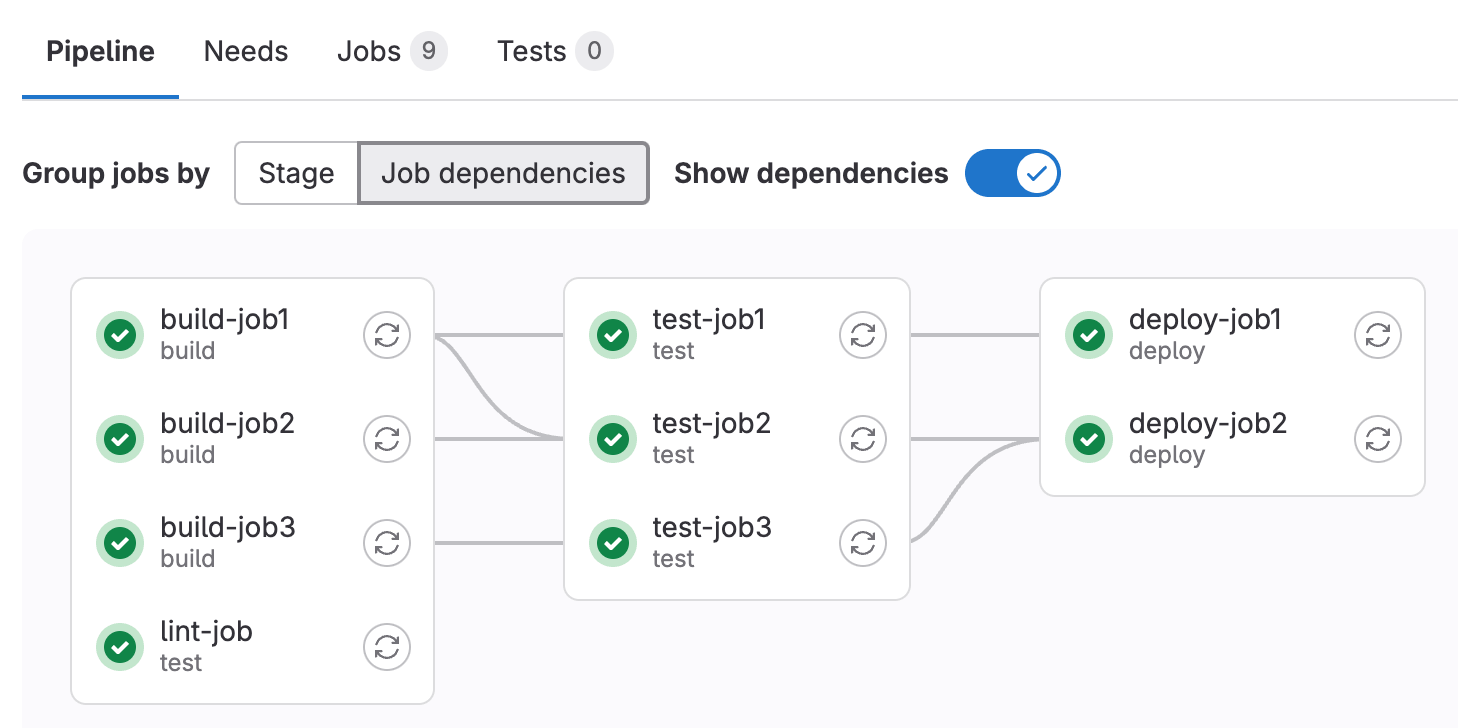 Pipeline Needs Jobs 9 Tests 0
Group jobs by Stage Job dependencies Show dependencies
build-job1
build
build-job2
build
build-job3
build
lint-job
test
test-job1
test
test-job2
test
test-job3
test
deploy-job1
deploy
deploy-job2
deploy